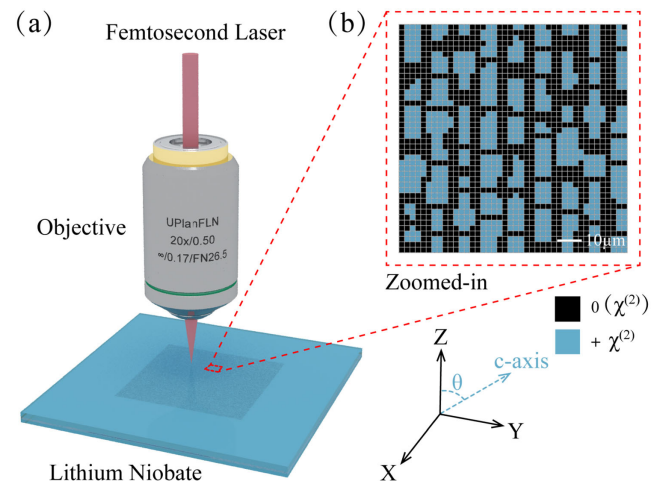 (a)
Femtosecond Laser
Objective
UPlanFLN
20x/0.50
∞/0.17/FN26.5
Lithium Niobate
(b)
10μm
Zoomed-in
0 (χ⁽²⁾)
+ χ⁽²⁾
Z
c-axis
θ
Y
X